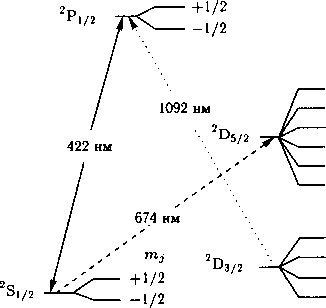 ²P₁/₂
+1/2
−1/2
1092 нм
²D₅/₂
422 нм
674 нм
mⱼ
²D₃/₂
²S₁/₂
+1/2
−1/2